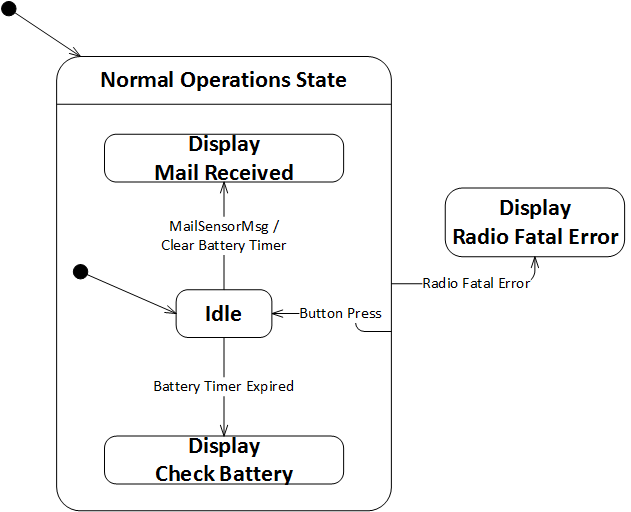 Normal Operations State
Display
Mail Received
MailSensorMsg /
Clear Battery Timer
Display
Radio Fatal Error
Radio Fatal Error
Idle
Button Press
Battery Timer Expired
Display
Check Battery